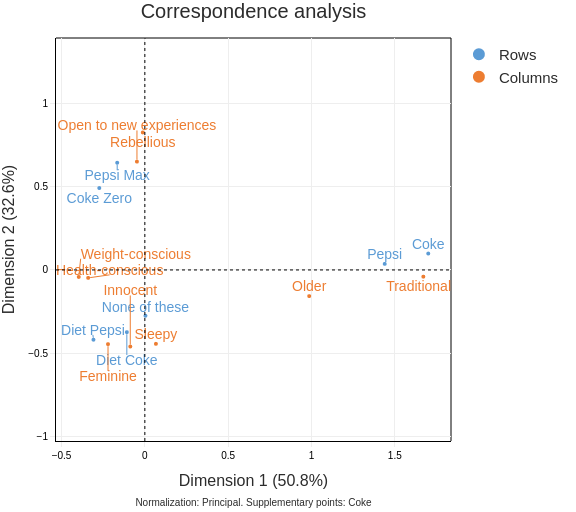 Correspondence analysis
Rows
Columns
Open to new experiences
Rebellious
Pepsi Max
Coke Zero
Weight-conscious
Health-conscious
Innocent
None of these
Diet Pepsi
Sleepy
Diet Coke
Feminine
Coke
Pepsi
Older
Traditional
1
0.5
0
−0.5
−1
Dimension 2 (32.6%)
−0.5
0
0.5
1
1.5
Dimension 1 (50.8%)
Normalization: Principal. Supplementary points: Coke